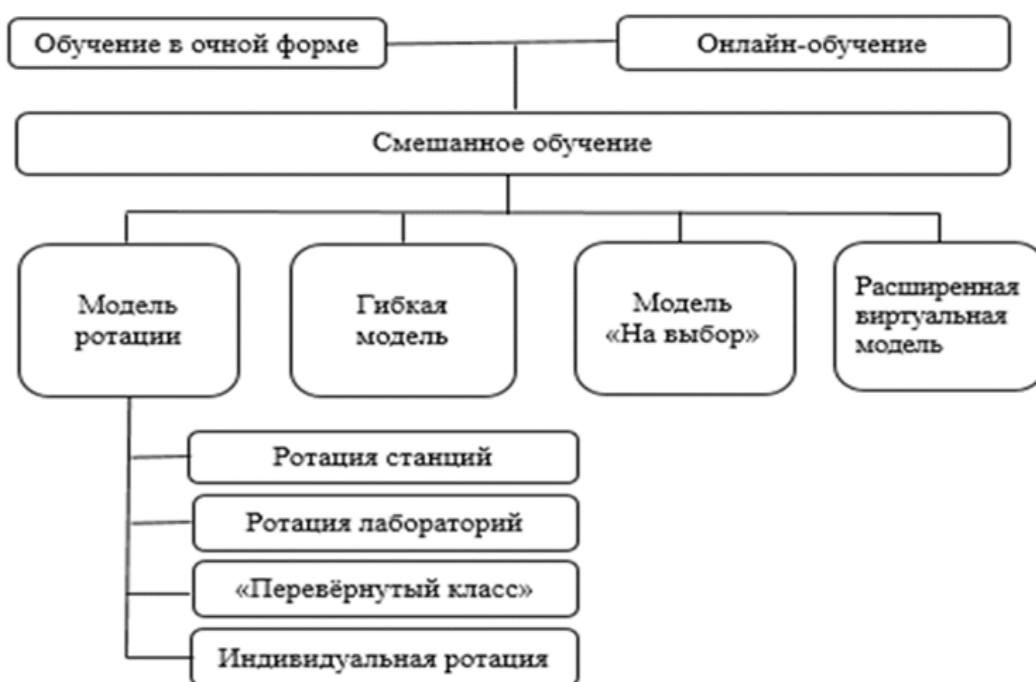 Обучение в очной форме
Онлайн-обучение
Смешанное обучение
Модель
ротации
Гибкая
модель
Модель
«На выбор»
Расширенная
виртуальная
модель
Ротация станций
Ротация лабораторий
«Перевёрнутый класс»
Индивидуальная ротация